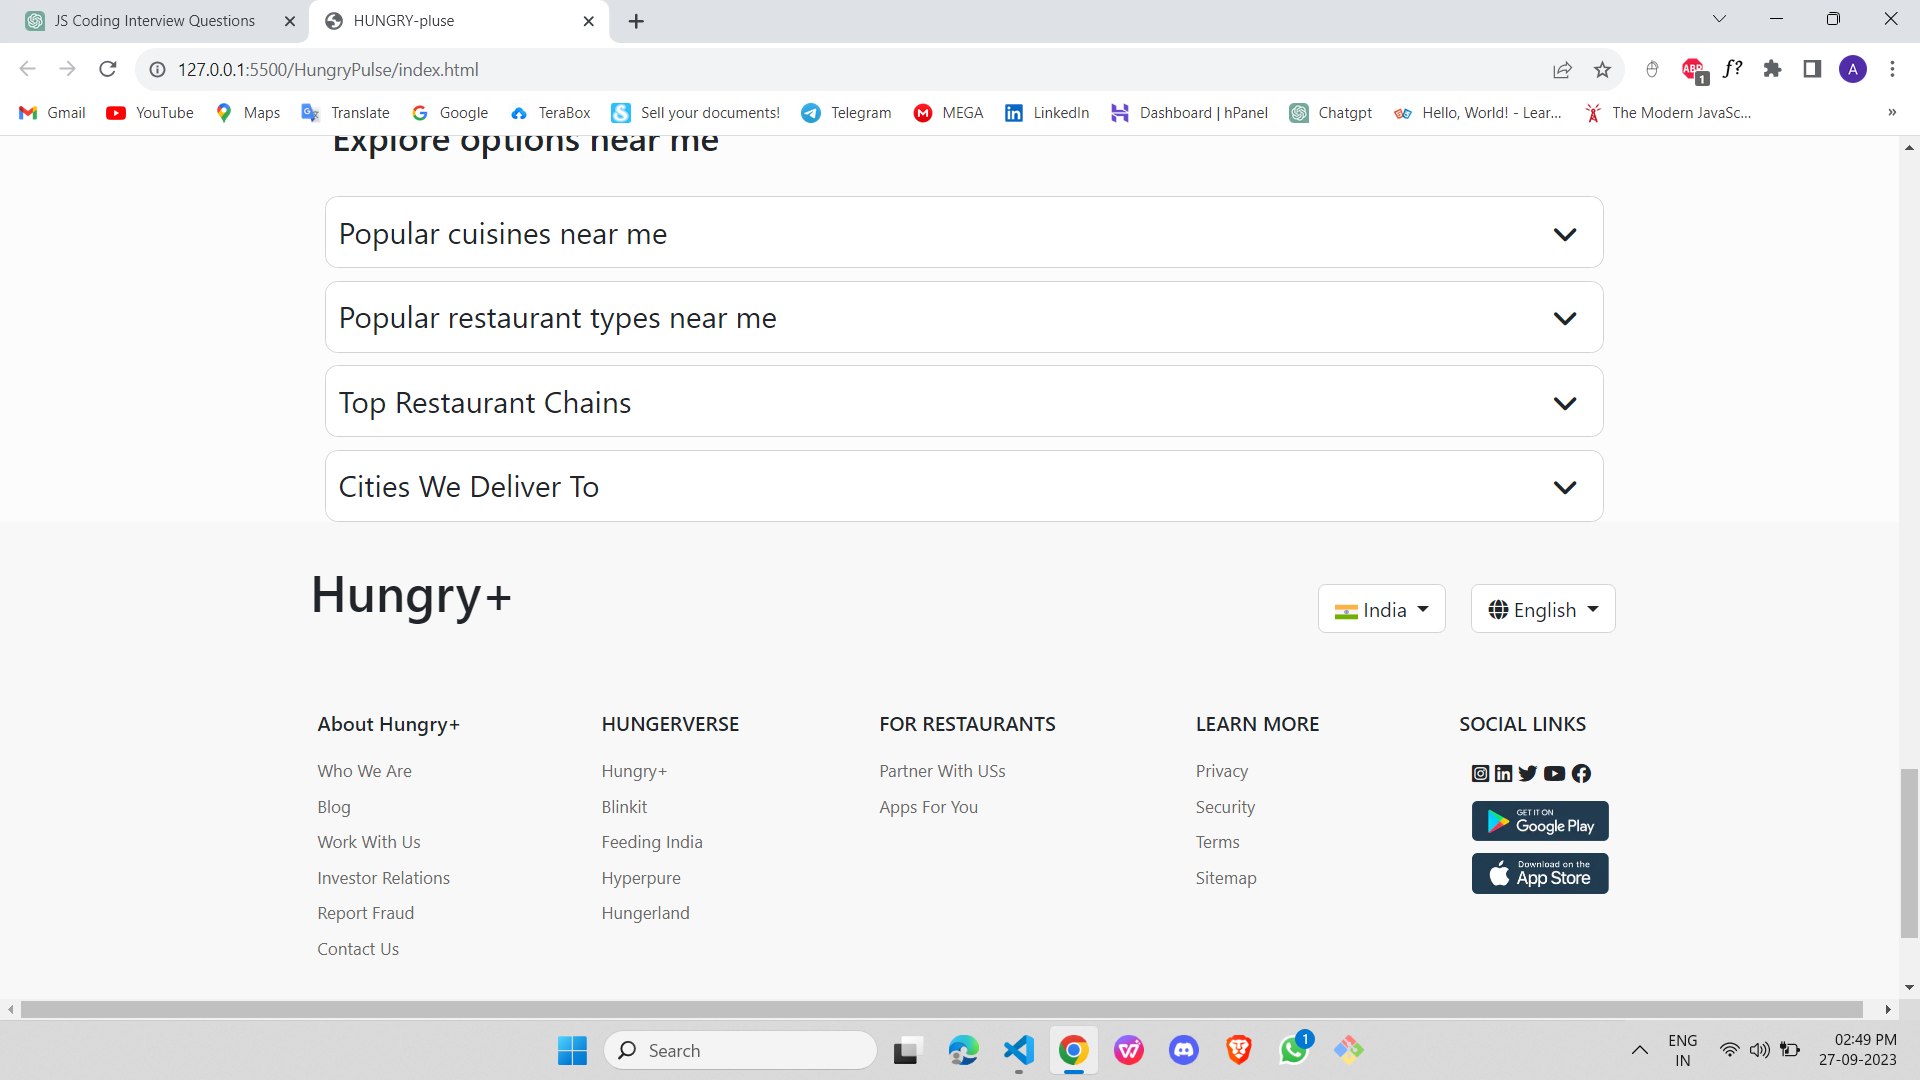 JS Coding Interview Questions
HUNGRY-pluse
127.0.0.1:5500/HungryPulse/index.html
ABP
1
f?
A
Gmail
YouTube
Maps
Translate
Google
TeraBox
Sell your documents!
Telegram
MEGA
LinkedIn
Dashboard | hPanel
Chatgpt
Hello, World! - Lear...
The Modern JavaSc...
»
Explore options near me
Popular cuisines near me
Popular restaurant types near me
Top Restaurant Chains
Cities We Deliver To
Hungry+
India
English
About Hungry+
Who We Are
Blog
Work With Us
Investor Relations
Report Fraud
Contact Us
HUNGERVERSE
Hungry+
Blinkit
Feeding India
Hyperpure
Hungerland
FOR RESTAURANTS
Partner With USs
Apps For You
LEARN MORE
Privacy
Security
Terms
Sitemap
SOCIAL LINKS
GET IT ON
Google Play
Download on the
App Store
Search
1
ENG
IN
02:49 PM
27-09-2023